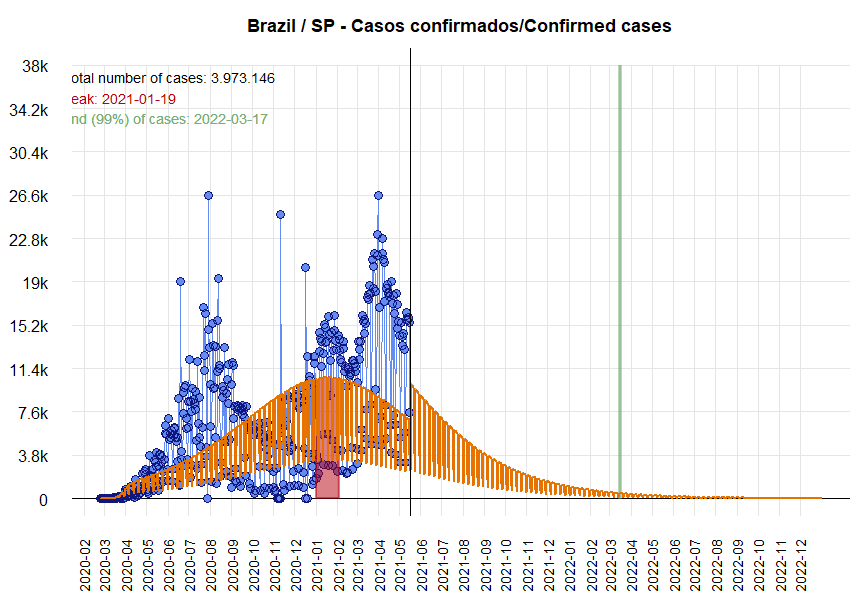 Brazil / SP - Casos confirmados/Confirmed cases
38k
otal number of cases: 3.973.146
eak: 2021-01-19
nd (99%) of cases: 2022-03-17
34.2k
30.4k
26.6k
22.8k
19k
15.2k
11.4k
7.6k
3.8k
0
2020-02
2020-03
2020-04
2020-05
2020-06
2020-07
2020-08
2020-09
2020-10
2020-11
2020-12
2021-01
2021-02
2021-03
2021-04
2021-05
2021-06
2021-07
2021-08
2021-09
2021-10
2021-11
2021-12
2022-01
2022-02
2022-03
2022-04
2022-05
2022-06
2022-07
2022-08
2022-09
2022-10
2022-11
2022-12